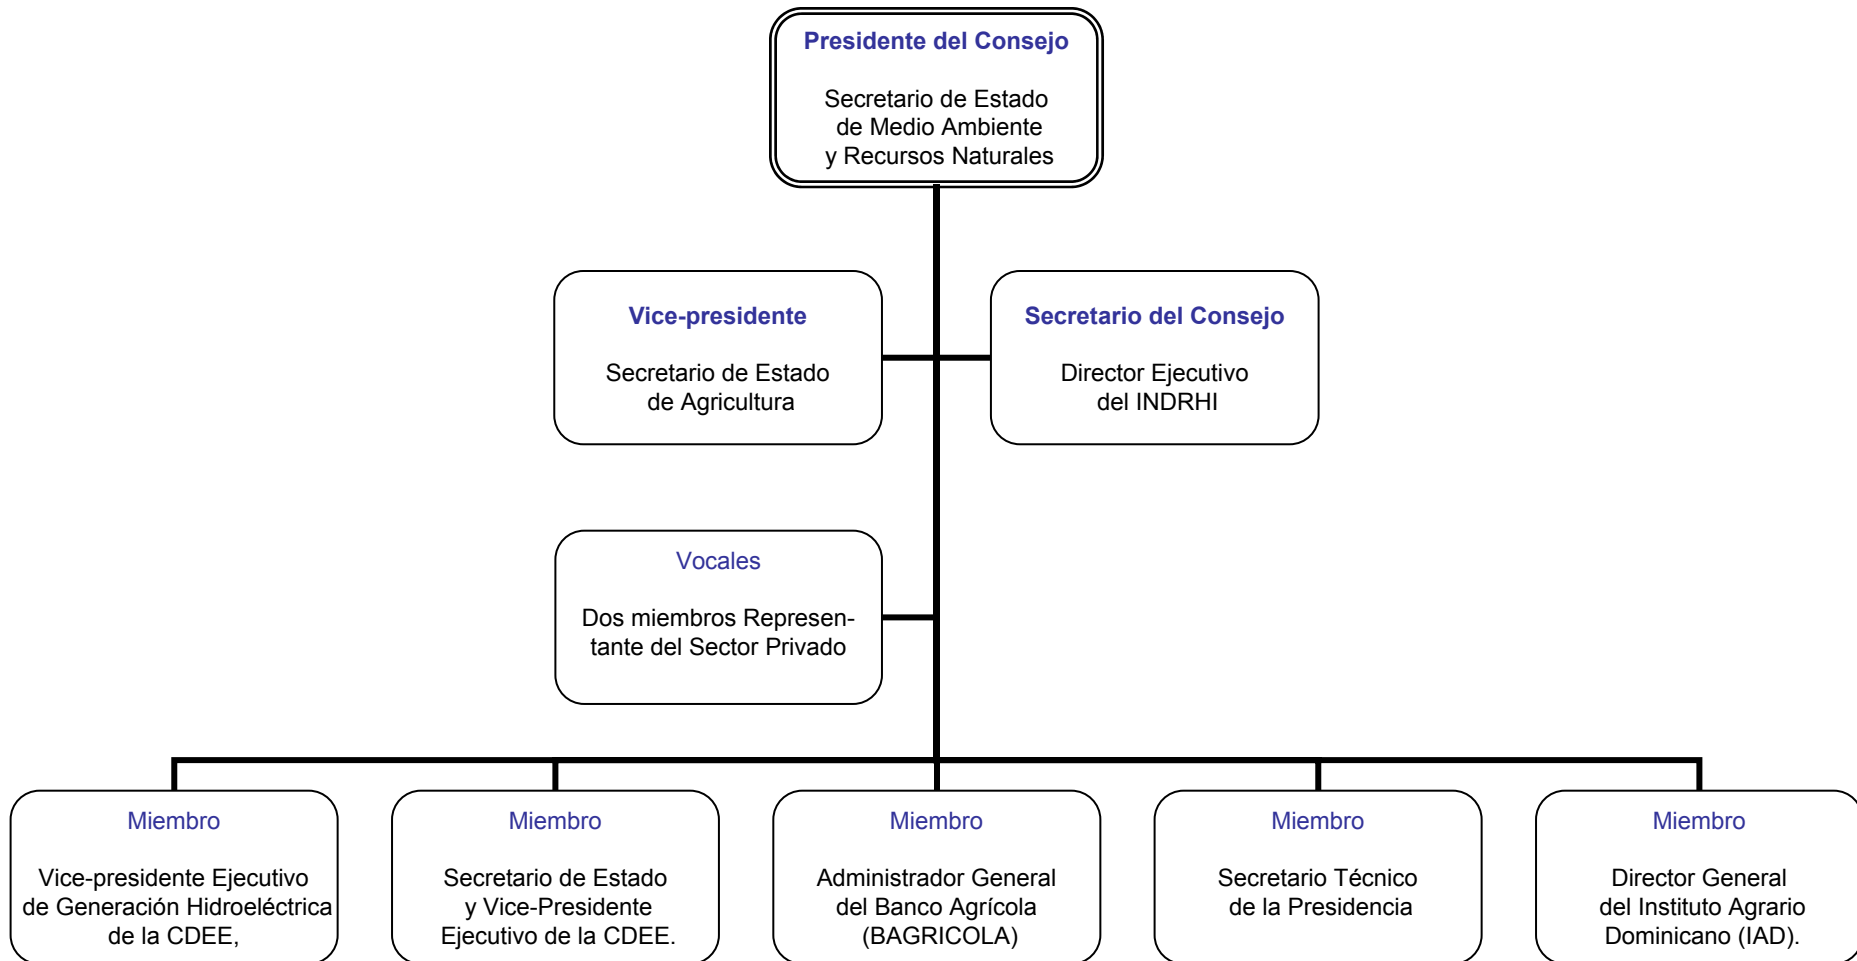 Presidente del Consejo
Secretario de Estado
de Medio Ambiente
y Recursos Naturales
Vice-presidente
Secretario de Estado
de Agricultura
Secretario del Consejo
Director Ejecutivo
del INDRHI
Vocales
Dos miembros Represen-
tante del Sector Privado
Miembro
Vice-presidente Ejecutivo
de Generación Hidroeléctrica
de la CDEE,
Miembro
Secretario de Estado
y Vice-Presidente
Ejecutivo de la CDEE.
Miembro
Administrador General
del Banco Agrícola
(BAGRICOLA)
Miembro
Secretario Técnico
de la Presidencia
Miembro
Director General
del Instituto Agrario
Dominicano (IAD).